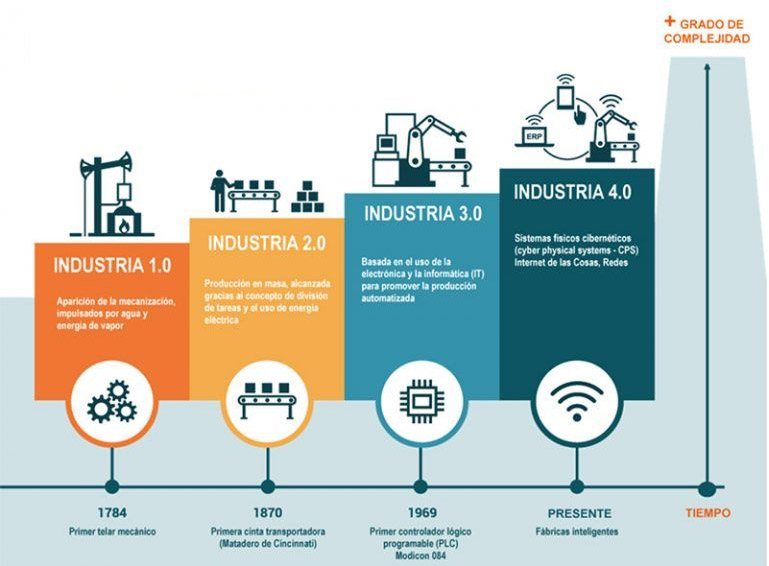 + GRADO DE
COMPLEJIDAD
ERP
INDUSTRIA 1.0
Aparición de la mecanización,
impulsados por agua y
energía de vapor
INDUSTRIA 2.0
Producción en masa, alcanzada
gracias al concepto de división
de tareas y el uso de energía
eléctrica
INDUSTRIA 3.0
Basada en el uso de la
electrónica y la informática (IT)
para promover la producción
automatizada
INDUSTRIA 4.0
Sistemas físicos cibernéticos
(cyber physical systems - CPS)
Internet de las Cosas, Redes
1784
Primer telar mecánico
1870
Primera cinta transportadora
(Matadero de Cincinnati)
1969
Primer controlador lógico
programable (PLC)
Modicon 084
PRESENTE
Fábricas inteligentes
TIEMPO